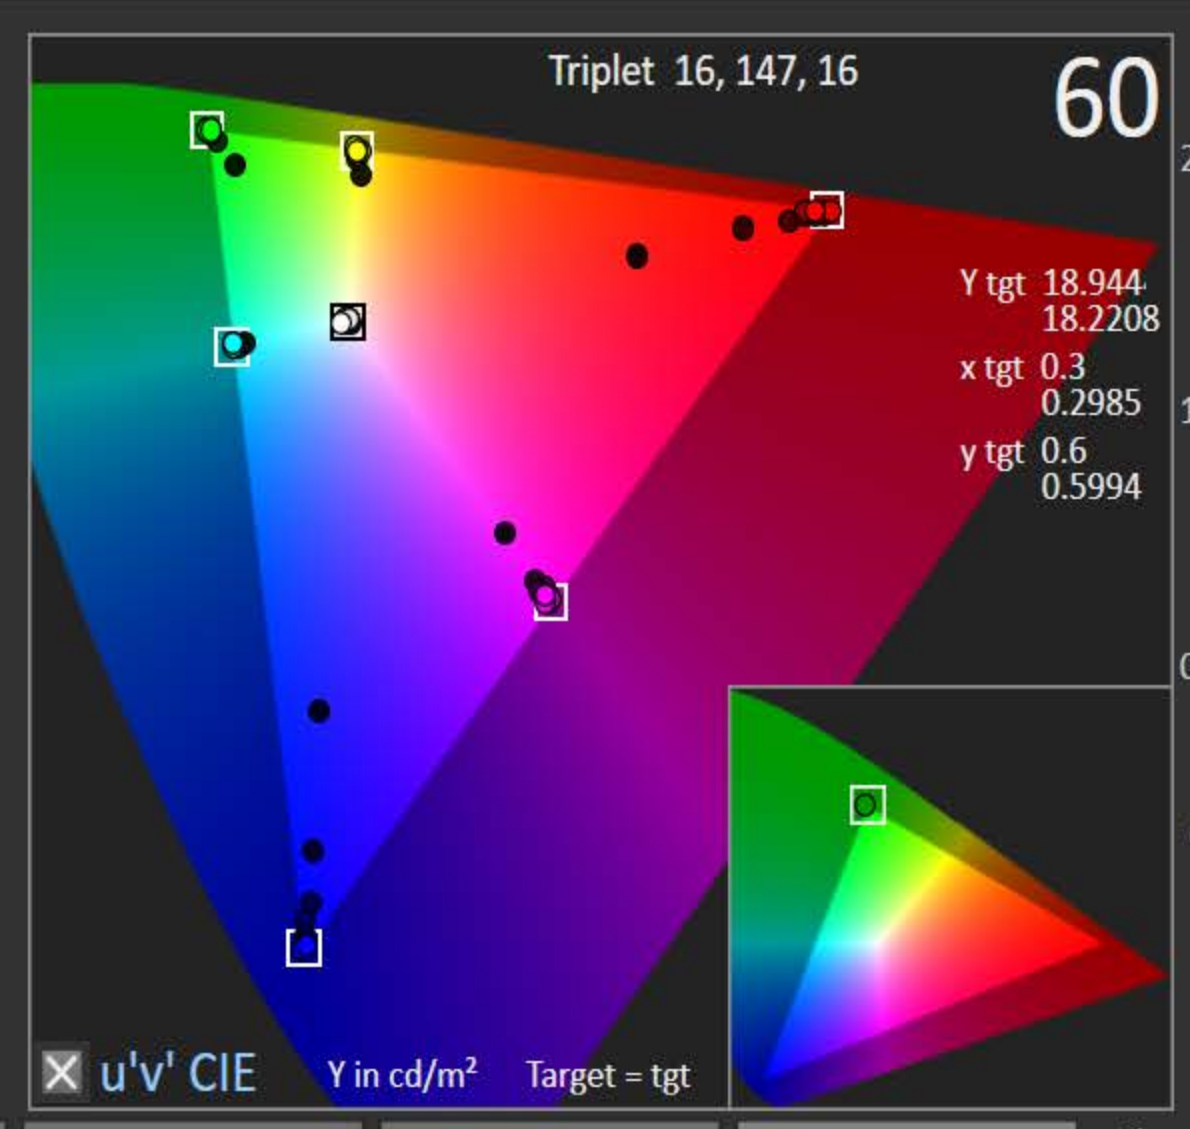 Triplet 16, 147, 16
60
Y tgt 18.944
18.2208
x tgt 0.3
0.2985
y tgt 0.6
0.5994
u'v' CIE
Y in cd/m²
Target = tgt